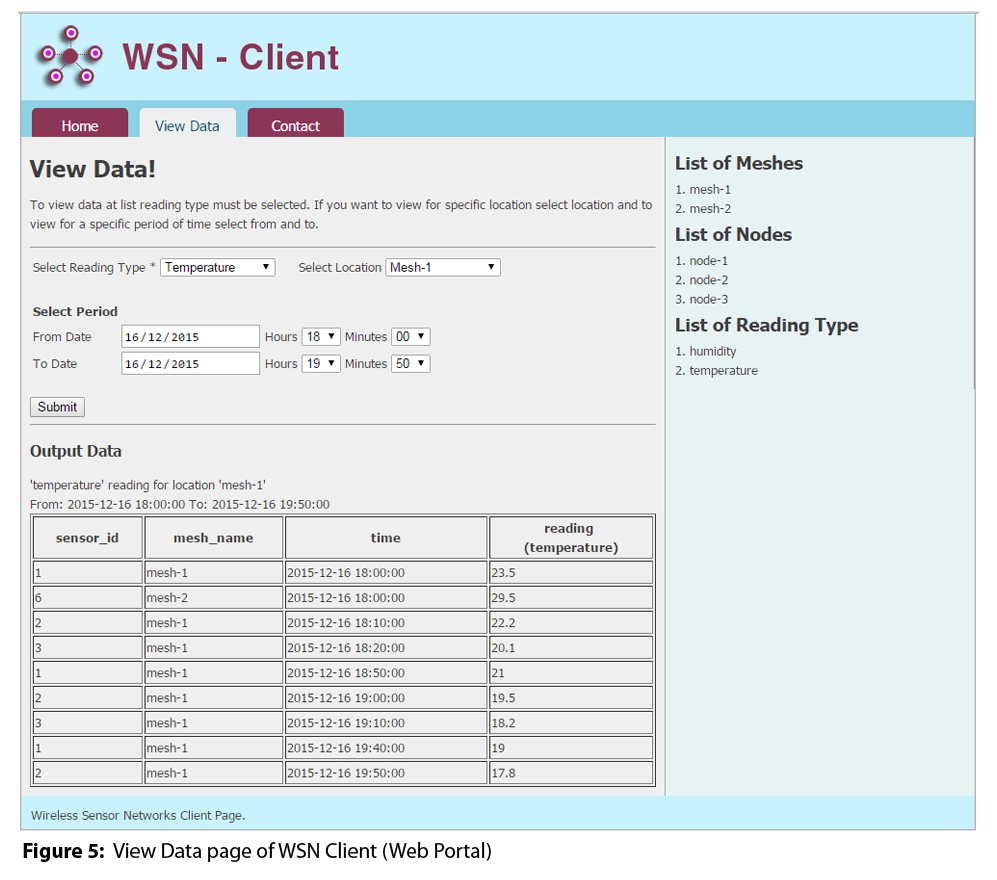 WSN - Client
Home View Data Contact
View Data!
To view data at list reading type must be selected. If you want to view for specific location select location and to
view for a specific period of time select from and to.
Select Reading Type * Temperature Select Location Mesh-1
Select Period
From Date 16/12/2015 Hours 18 Minutes 00
To Date 16/12/2015 Hours 19 Minutes 50
Submit
Output Data
'temperature' reading for location 'mesh-1'
From: 2015-12-16 18:00:00 To: 2015-12-16 19:50:00
sensor_id mesh_name time reading
(temperature)
1 mesh-1 2015-12-16 18:00:00 23.5
6 mesh-2 2015-12-16 18:00:00 29.5
2 mesh-1 2015-12-16 18:10:00 22.2
3 mesh-1 2015-12-16 18:20:00 20.1
1 mesh-1 2015-12-16 18:50:00 21
2 mesh-1 2015-12-16 19:00:00 19.5
3 mesh-1 2015-12-16 19:10:00 18.2
1 mesh-1 2015-12-16 19:40:00 19
2 mesh-1 2015-12-16 19:50:00 17.8
List of Meshes
1. mesh-1
2. mesh-2
List of Nodes
1. node-1
2. node-2
3. node-3
List of Reading Type
1. humidity
2. temperature
Wireless Sensor Networks Client Page.
Figure 5: View Data page of WSN Client (Web Portal)